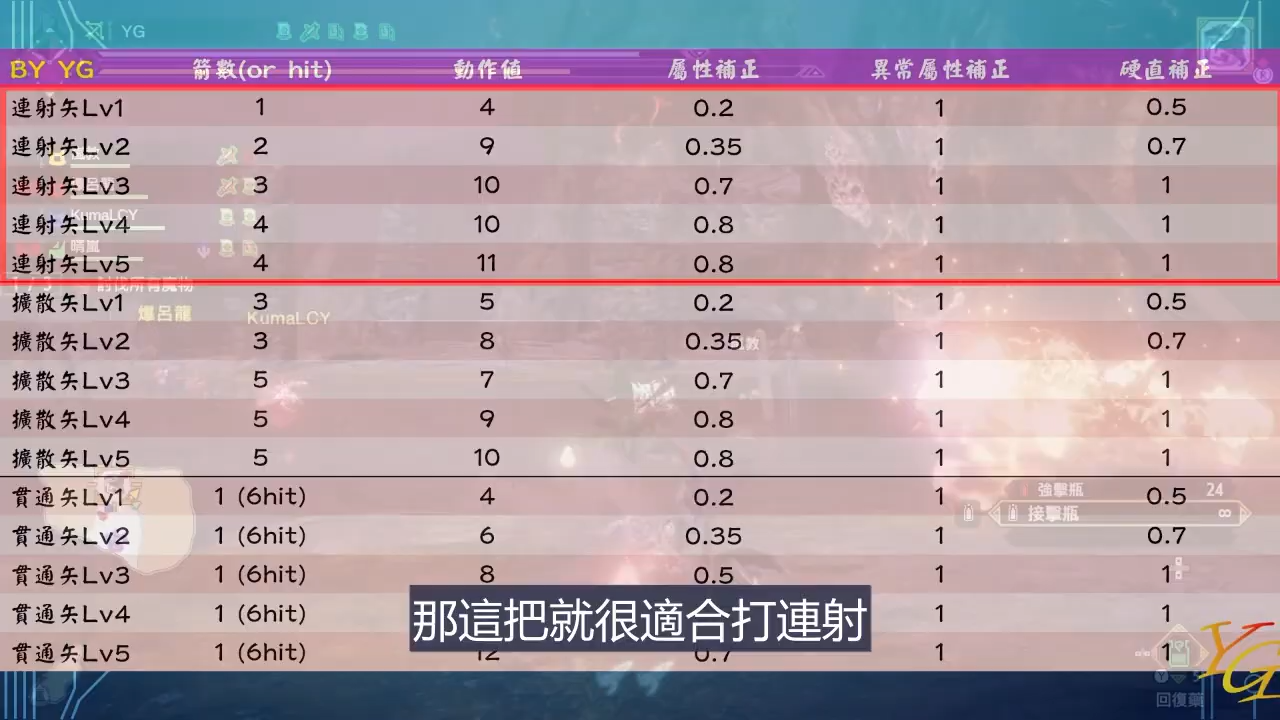 YG
BY YG 箭數(or hit) 動作値 屬性補正 異常屬性補正 硬直補正
連射矢Lv1 1 4 0.2 1 0.5
連射矢Lv2 2 9 0.35 1 0.7
連射矢Lv3 3 10 0.7 1 1
KumaLCY
連射矢Lv4 4 10 0.8 1 1
晴嵐
連射矢Lv5 4 11 0.8 1 1
討伐所有魔物
擴散矢Lv1 3 5 0.2 1 0.5
爆呂龍 KumaLCY
擴散矢Lv2 3 8 0.35 1 0.7
擴散矢Lv3 5 7 0.7 1 1
擴散矢Lv4 5 9 0.8 1 1
擴散矢Lv5 5 10 0.8 1 1
強擊瓶 24
貫通矢Lv1 1 (6hit) 4 0.2 1 0.5
接擊瓶 ∞
貫通矢Lv2 1 (6hit) 6 0.35 1 0.7
貫通矢Lv3 1 (6hit) 8 0.5 1 1
貫通矢Lv4 1 (6hit) 1 1
那這把就很適合打連射
貫通矢Lv5 1 (6hit) 12 0.7 1 1
YG
回復藥